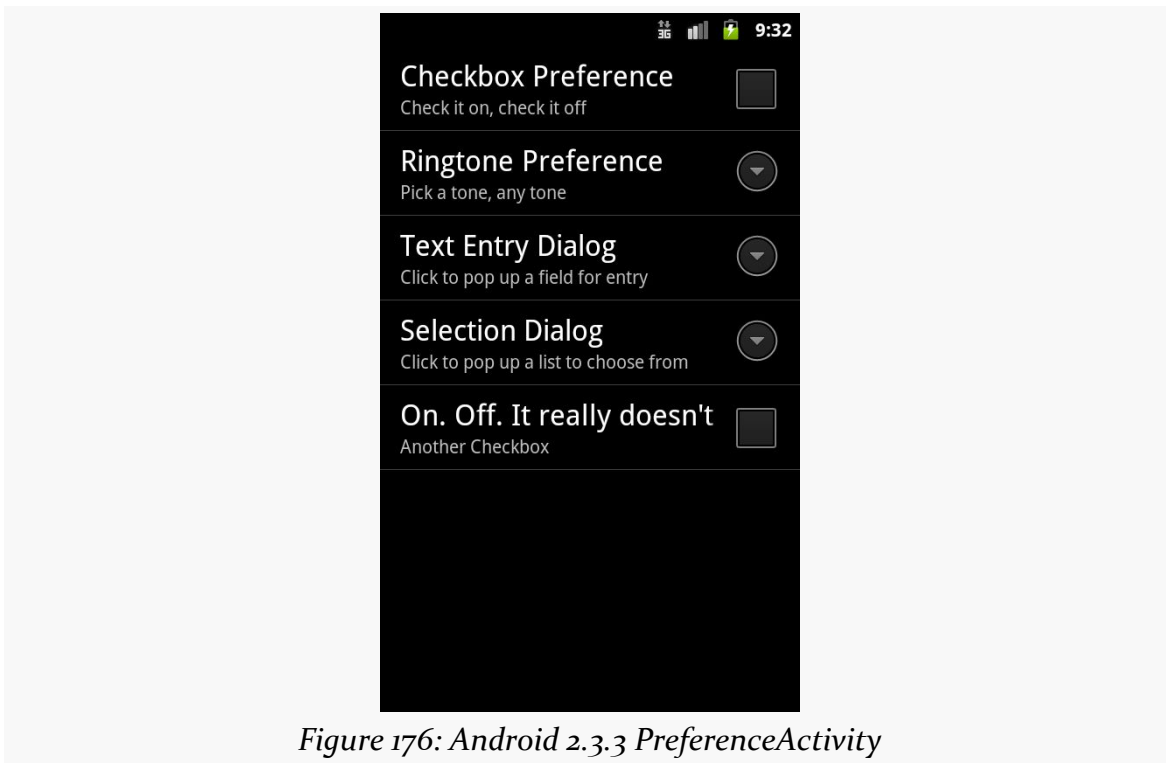 3G 9:32
Checkbox Preference
Check it on, check it off
Ringtone Preference
Pick a tone, any tone
Text Entry Dialog
Click to pop up a field for entry
Selection Dialog
Click to pop up a list to choose from
On. Off. It really doesn't
Another Checkbox
Figure 176: Android 2.3.3 PreferenceActivity